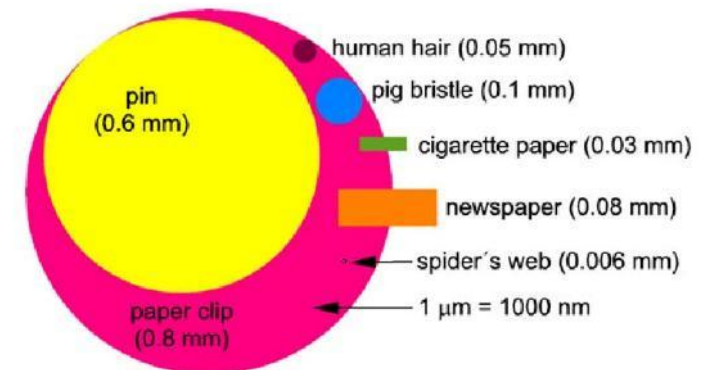 human hair (0.05 mm)
pin
(0.6 mm)
pig bristle (0.1 mm)
cigarette paper (0.03 mm)
newspaper (0.08 mm)
spider´s web (0.006 mm)
paper clip
(0.8 mm)
1 μm = 1000 nm